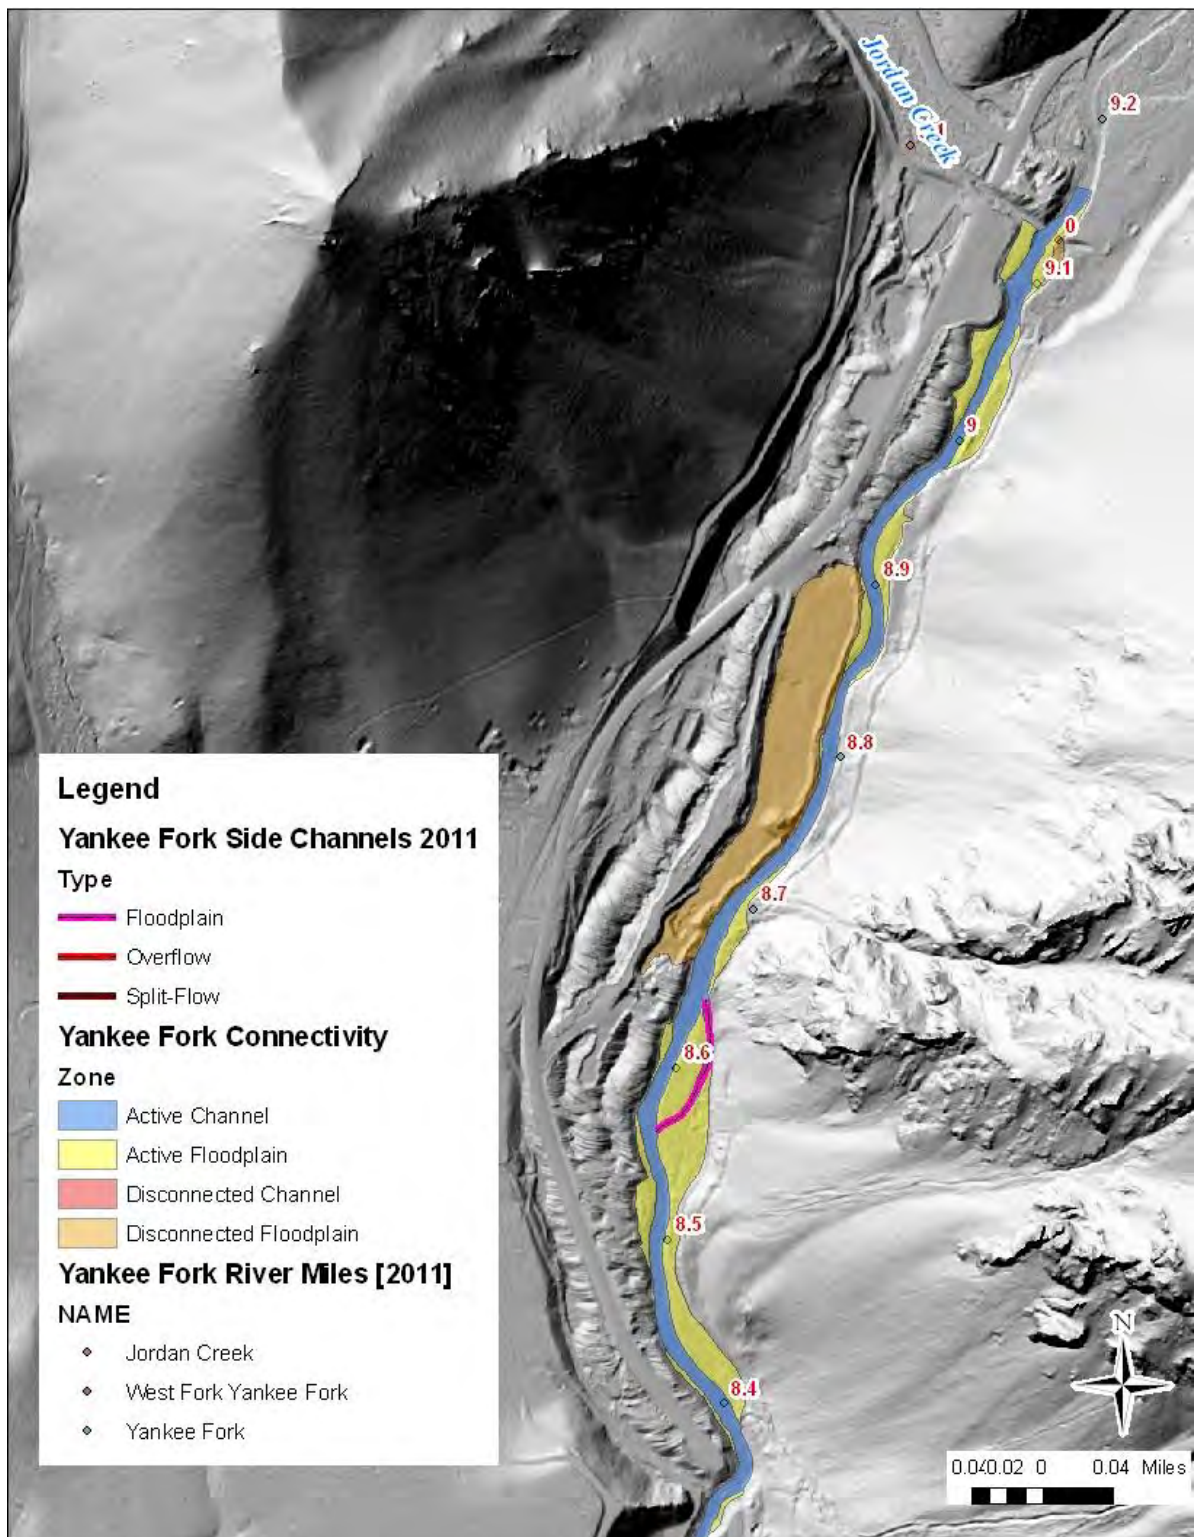 Jordan Creek
9.2
0
9.1
9
8.9
8.8
8.7
8.6
8.5
8.4
Legend
Yankee Fork Side Channels 2011
Type
Floodplain
Overflow
Split-Flow
Yankee Fork Connectivity
Zone
Active Channel
Active Floodplain
Disconnected Channel
Disconnected Floodplain
Yankee Fork River Miles [2011]
NAME
Jordan Creek
West Fork Yankee Fork
Yankee Fork
N
0.040.02 0 0.04 Miles